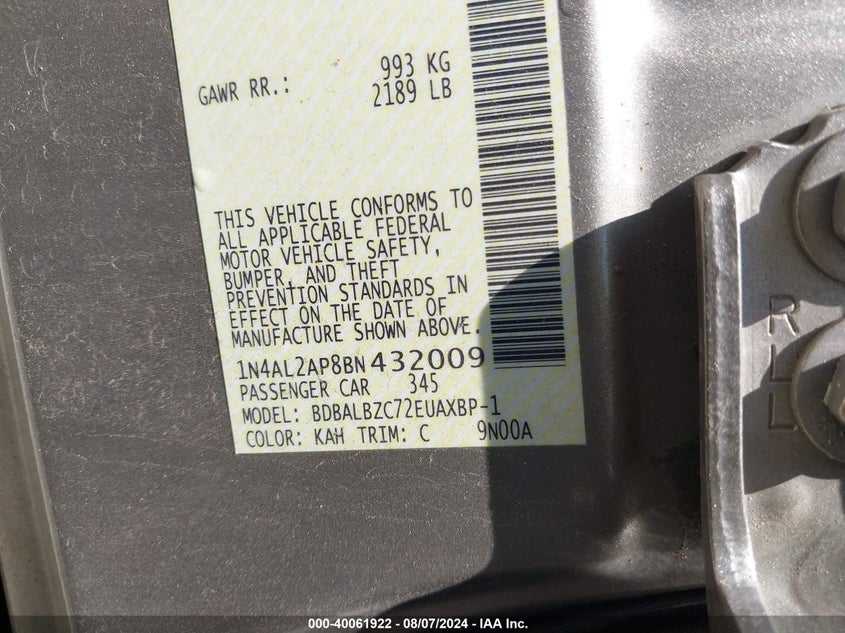 GAWR RR.: 993 KG
2189 LB
THIS VEHICLE CONFORMS TO
ALL APPLICABLE FEDERAL
MOTOR VEHICLE SAFETY,
BUMPER, AND THEFT
PREVENTION STANDARDS IN
EFFECT ON THE DATE OF
MANUFACTURE SHOWN ABOVE.
1N4AL2AP8BN432009
PASSENGER CAR 345
MODEL: BDBALBZC72EUAXBP-1
COLOR: KAH TRIM: C 9N00A
RLL
000-40061922 - 08/07/2024 - IAA Inc.